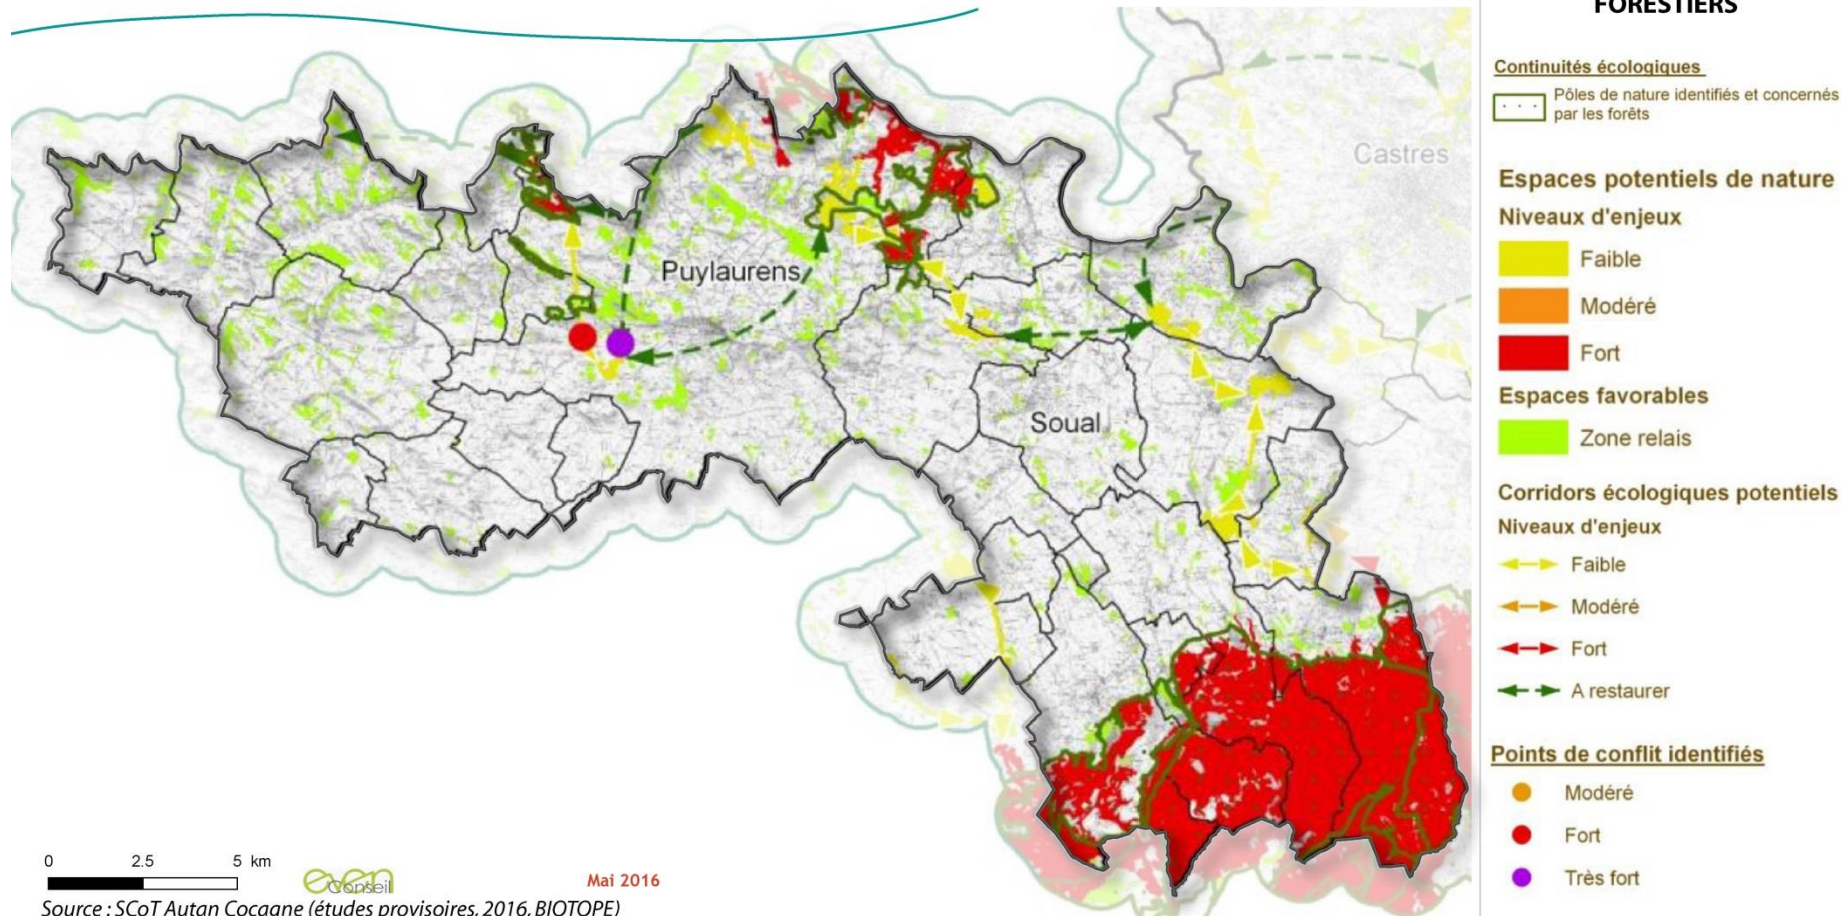 FORESTIERS
Continuités écologiques
Pôles de nature identifiés et concernés
par les forêts
Espaces potentiels de nature
Niveaux d'enjeux
Faible
Modéré
Fort
Espaces favorables
Zone relais
Corridors écologiques potentiels
Niveaux d'enjeux
Faible
Modéré
Fort
A restaurer
Points de conflit identifiés
Modéré
Fort
Très fort
Castres
Puylaurens
Soual
0 2.5 5 km
even
Conseil
Mai 2016
Source : SCoT Autan Cocagne (études provisoires, 2016, BIOTOPE)